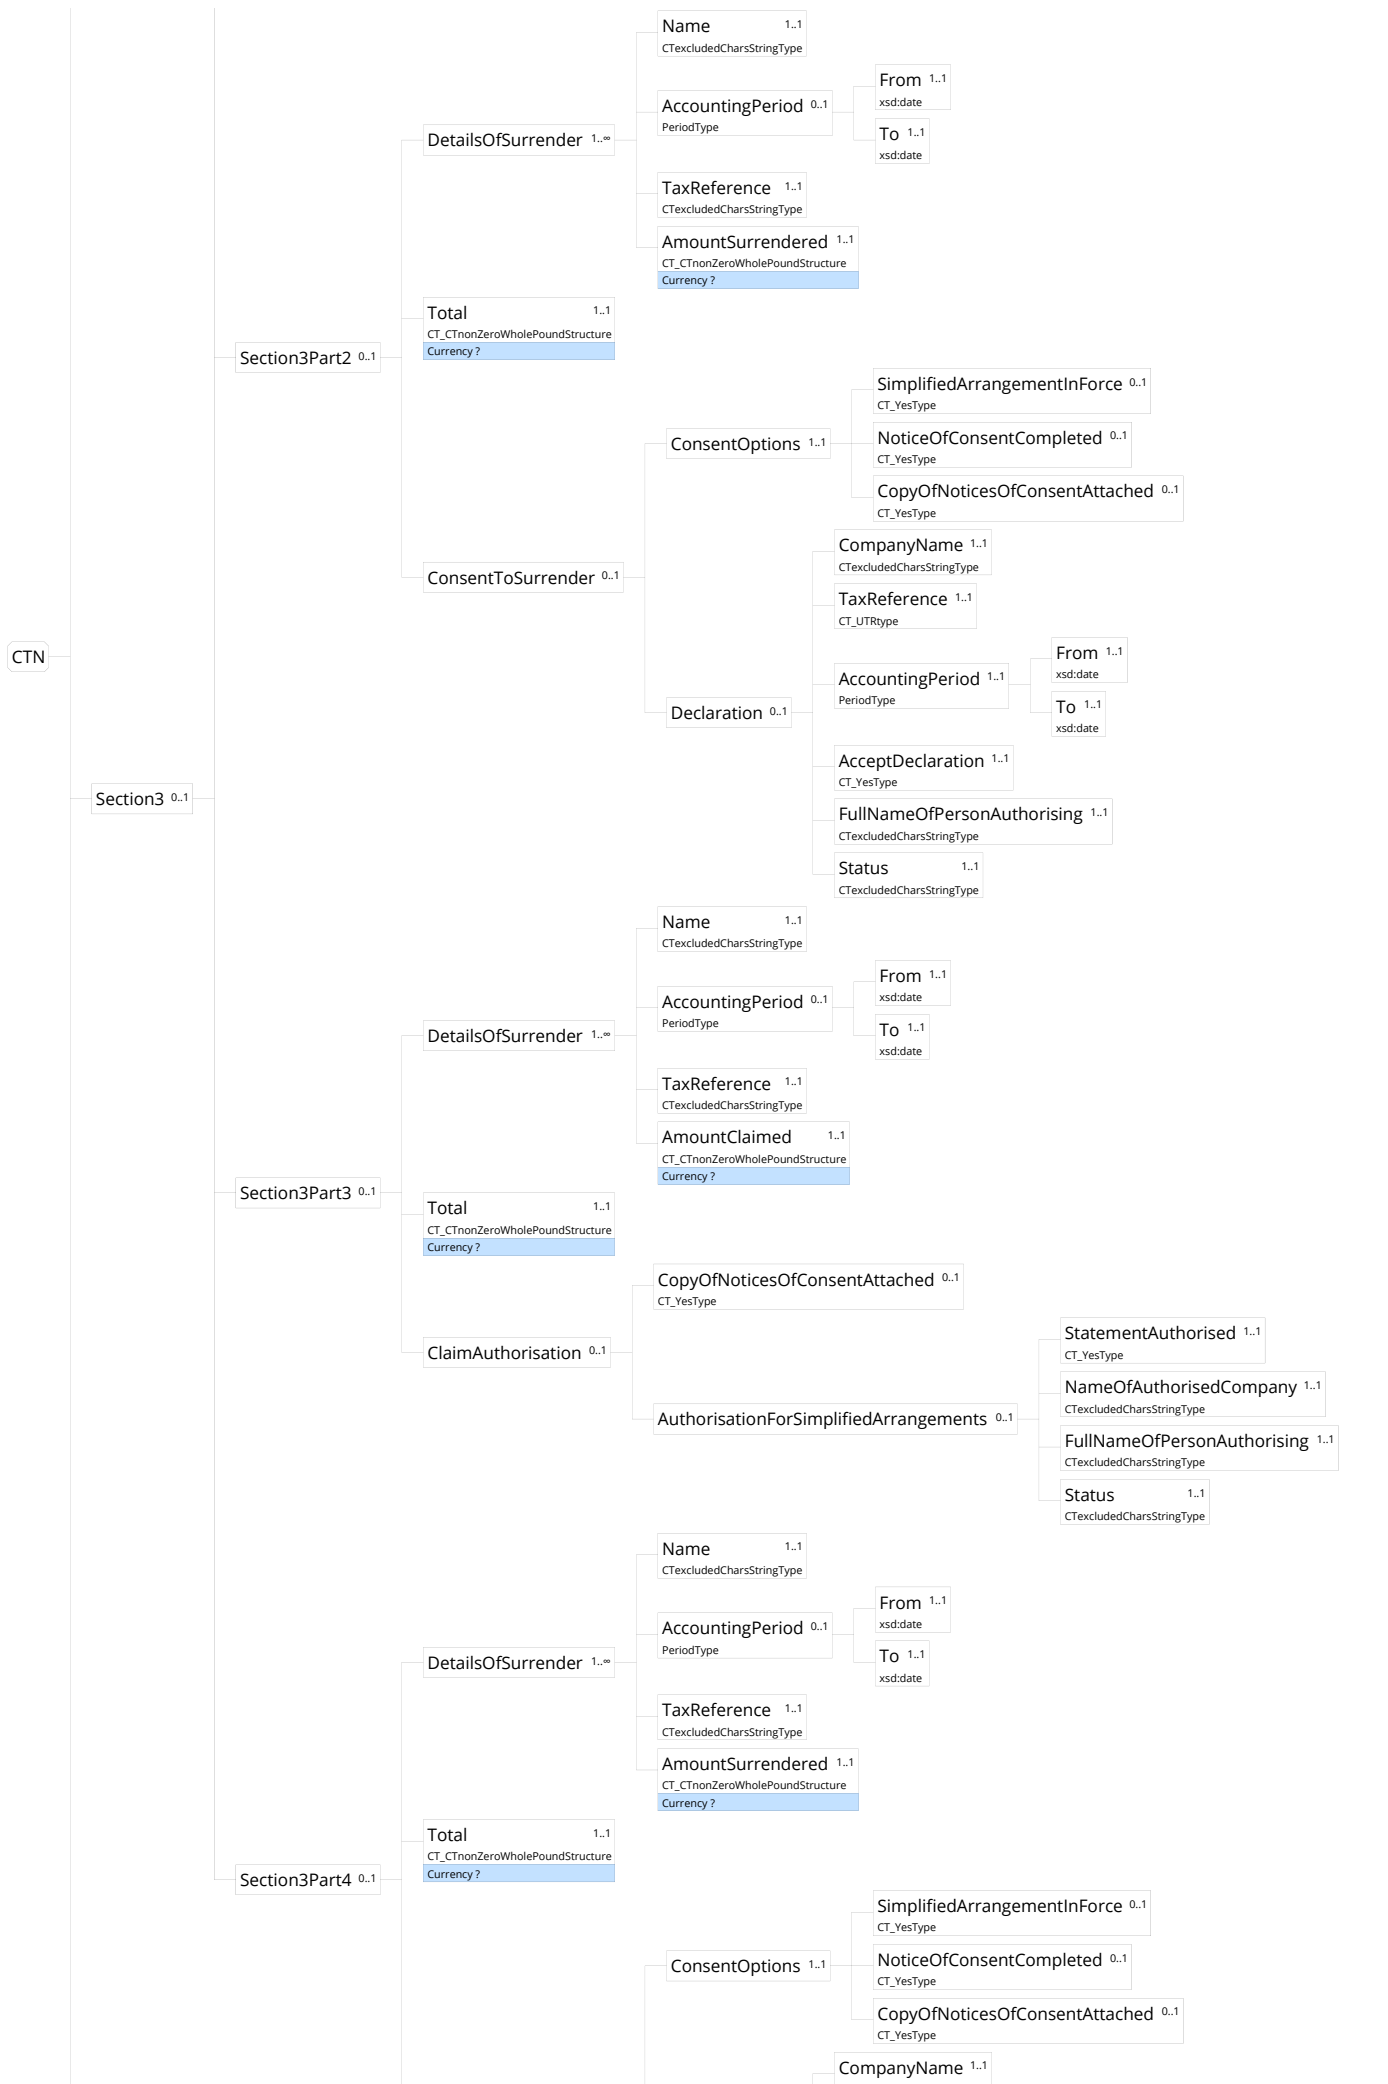 Name 1..1
CTexcludedCharsStringType
From 1..1
xsd:date
AccountingPeriod 0..1
PeriodType
To 1..1
xsd:date
DetailsOfSurrender 1..∞
TaxReference 1..1
CTexcludedCharsStringType
AmountSurrendered 1..1
CT_CTnonZeroWholePoundStructure
Currency ?
Total 1..1
CT_CTnonZeroWholePoundStructure
Currency ?
Section3Part2 0..1
SimplifiedArrangementInForce 0..1
CT_YesType
ConsentOptions 1..1
NoticeOfConsentCompleted 0..1
CT_YesType
CopyOfNoticesOfConsentAttached 0..1
CT_YesType
CompanyName 1..1
CTexcludedCharsStringType
ConsentToSurrender 0..1
TaxReference 1..1
CT_UTRtype
CTN
From 1..1
xsd:date
AccountingPeriod 1..1
PeriodType
To 1..1
xsd:date
Declaration 0..1
AcceptDeclaration 1..1
CT_YesType
Section3 0..1
FullNameOfPersonAuthorising 1..1
CTexcludedCharsStringType
Status 1..1
CTexcludedCharsStringType
Name 1..1
CTexcludedCharsStringType
From 1..1
xsd:date
AccountingPeriod 0..1
PeriodType
To 1..1
xsd:date
DetailsOfSurrender 1..∞
TaxReference 1..1
CTexcludedCharsStringType
AmountClaimed 1..1
CT_CTnonZeroWholePoundStructure
Currency ?
Section3Part3 0..1
Total 1..1
CT_CTnonZeroWholePoundStructure
Currency ?
CopyOfNoticesOfConsentAttached 0..1
CT_YesType
StatementAuthorised 1..1
CT_YesType
ClaimAuthorisation 0..1
NameOfAuthorisedCompany 1..1
CTexcludedCharsStringType
AuthorisationForSimplifiedArrangements 0..1
FullNameOfPersonAuthorising 1..1
CTexcludedCharsStringType
Status 1..1
CTexcludedCharsStringType
Name 1..1
CTexcludedCharsStringType
From 1..1
xsd:date
AccountingPeriod 0..1
PeriodType
To 1..1
xsd:date
DetailsOfSurrender 1..∞
TaxReference 1..1
CTexcludedCharsStringType
AmountSurrendered 1..1
CT_CTnonZeroWholePoundStructure
Currency ?
Total 1..1
CT_CTnonZeroWholePoundStructure
Currency ?
Section3Part4 0..1
SimplifiedArrangementInForce 0..1
CT_YesType
ConsentOptions 1..1
NoticeOfConsentCompleted 0..1
CT_YesType
CopyOfNoticesOfConsentAttached 0..1
CT_YesType
CompanyName 1..1